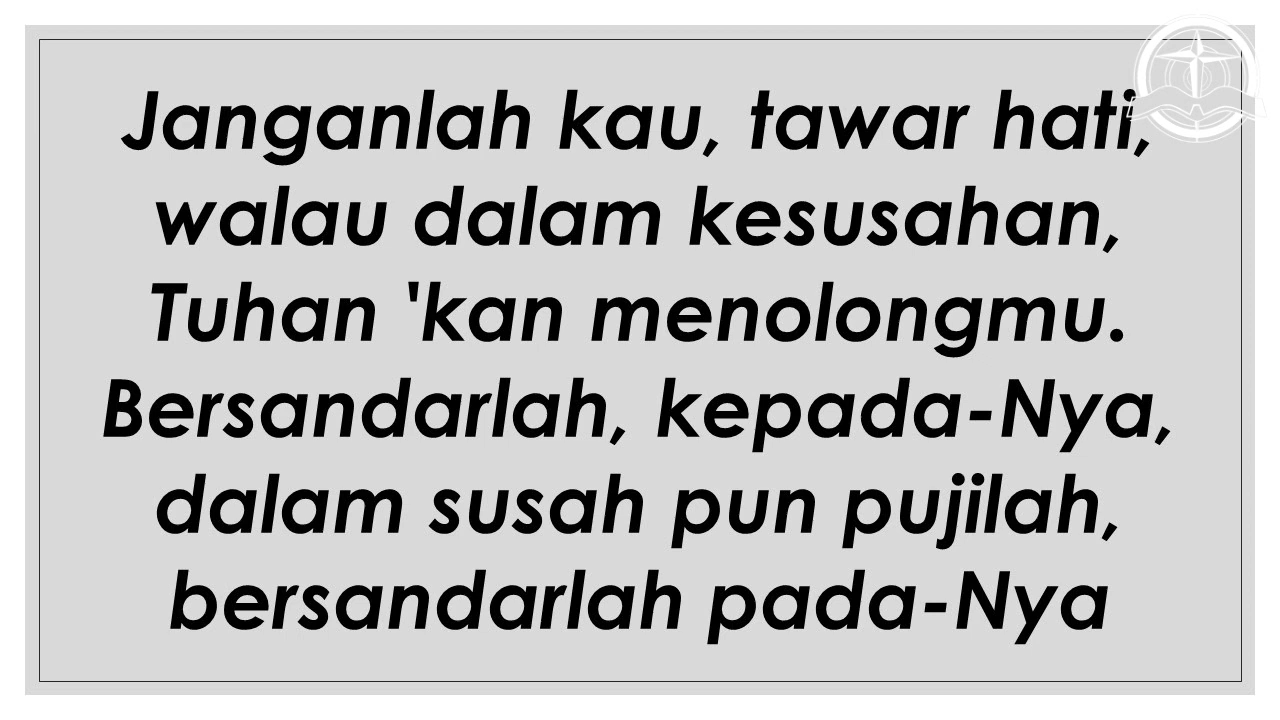 Janganlah kau, tawar hati,
walau dalam kesusahan,
Tuhan 'kan menolongmu.
Bersandarlah, kepada-Nya,
dalam susah pun pujilah,
bersandarlah pada-Nya